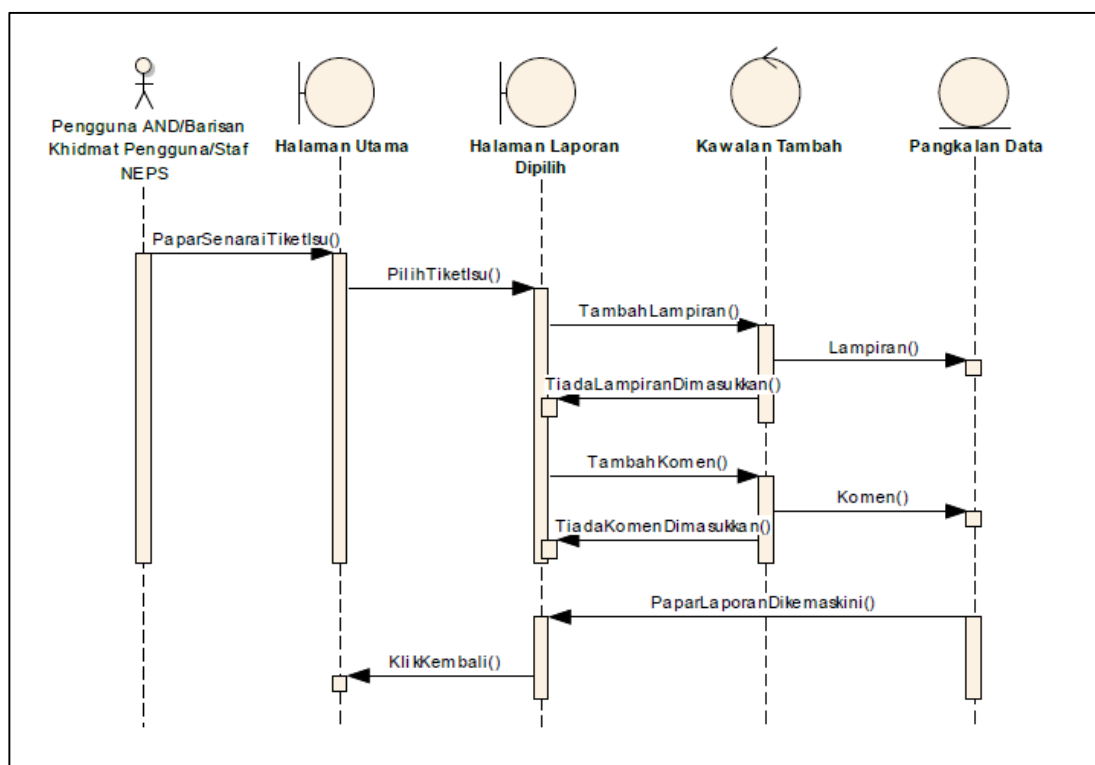 Pengguna AND/Barisan
Khidmat Pengguna/Staf
NEPS
Halaman Utama
Halaman Laporan
Dipilih
Kawalan Tambah
Pangkalan Data
PaparSenaraiTiketIsu()
PilihTiketIsu()
TambahLampiran()
Lampiran()
TiadaLampiranDimasukkan()
TambahKomen()
Komen()
TiadaKomenDimasukkan()
PaparLaporanDikemaskini()
KlikKembali()